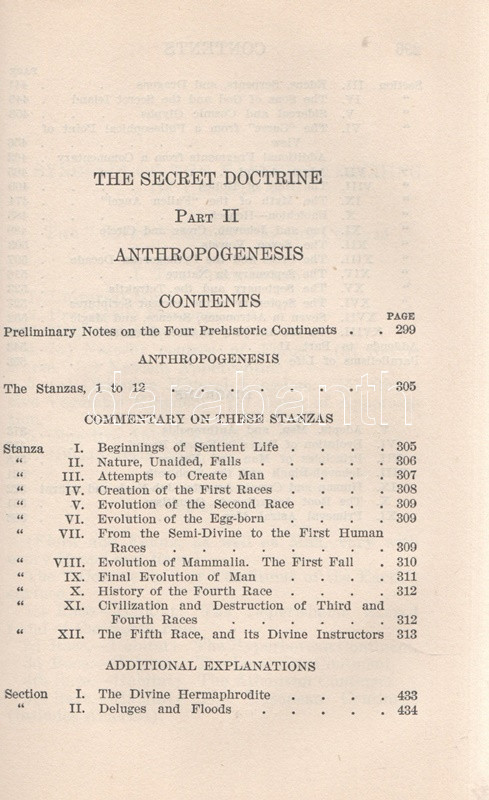 THE SECRET DOCTRINE
PART II
ANTHROPOGENESIS
CONTENTS
PAGE
Preliminary Notes on the Four Prehistoric Continents . . 299
ANTHROPOGENESIS
The Stanzas, 1 to 12 . . . . . . . . 305
darabanth
COMMENTARY ON THESE STANZAS
Stanza I. Beginnings of Sentient Life . . . . 305
“ II. Nature, Unaided, Falls . . . . . 306
“ III. Attempts to Create Man . . . . 307
“ IV. Creation of the First Races . . . . 308
“ V. Evolution of the Second Race . . . 309
“ VI. Evolution of the Egg-born . . . . 309
“ VII. From the Semi-Divine to the First Human
Races . . . . . . . . 309
“ VIII. Evolution of Mammalia. The First Fall . 310
“ IX. Final Evolution of Man . . . . 311
“ X. History of the Fourth Race . . . . 312
“ XI. Civilization and Destruction of Third and
Fourth Races . . . . . . 312
“ XII. The Fifth Race, and its Divine Instructors 313
ADDITIONAL EXPLANATIONS
Section I. The Divine Hermaphrodite . . . . 433
“ II. Deluges and Floods . . . . . 434